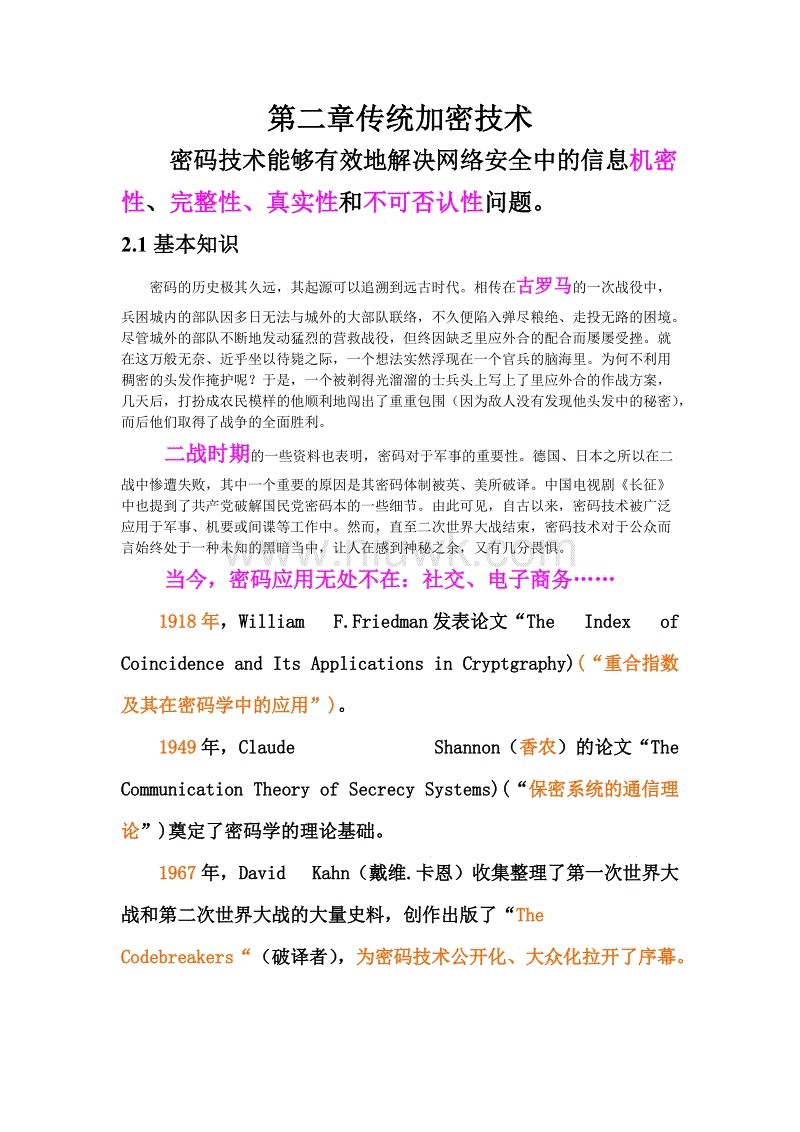 第二章传统加密技术
密码技术能够有效地解决网络安全中的信息机密
性、完整性、真实性和不可否认性问题。
2.1 基本知识
密码的历史极其久远，其起源可以追溯到远古时代。相传在古罗马的一次战役中，
兵困城内的部队因多日无法与城外的大部队联络，不久便陷入弹尽粮绝、走投无路的困境。
尽管城外的部队不断地发动猛烈的营救战役，但终因缺乏里应外合的配合而屡屡受挫。就
在这万般无奈、近乎坐以待毙之际，一个想法实然浮现在一个官兵的脑海里。为何不利用
稠密的头发作掩护呢？于是，一个被剃得光溜溜的士兵头上写上了里应外合的作战方案，
几天后，打扮成农民模样的他顺利地闯出了重重包围（因为敌人没有发现他头发中的秘密），
而后他们取得了战争的全面胜利。
二战时期的一些资料也表明，密码对于军事的重要性。德国、日本之所以在二
战中惨遭失败，其中一个重要的原因是其密码体制被英、美所破译。中国电视剧《长征》
中也提到了共产党破解国民党密码本的一些细节。由此可见，自古以来，密码技术被广泛
应用于军事、机要或间谍等工作中。然而，直至二次世界大战结束，密码技术对于公众而
言始终处于一种未知的黑暗当中，让人在感到神秘之余，又有几分畏惧。
当今，密码应用无处不在：社交、电子商务……
1918 年，William F.Friedman 发表论文“The Index of
Coincidence and Its Applications in Cryptgraphy)(“重合指数
及其在密码学中的应用”)。
1949 年，Claude Shannon（香农）的论文“The
Communication Theory of Secrecy Systems)(“保密系统的通信理
论”)奠定了密码学的理论基础。
1967 年，David Kahn（戴维.卡恩）收集整理了第一次世界大
战和第二次世界大战的大量史料，创作出版了“The
Codebreakers“（破译者），为密码技术公开化、大众化拉开了序幕。